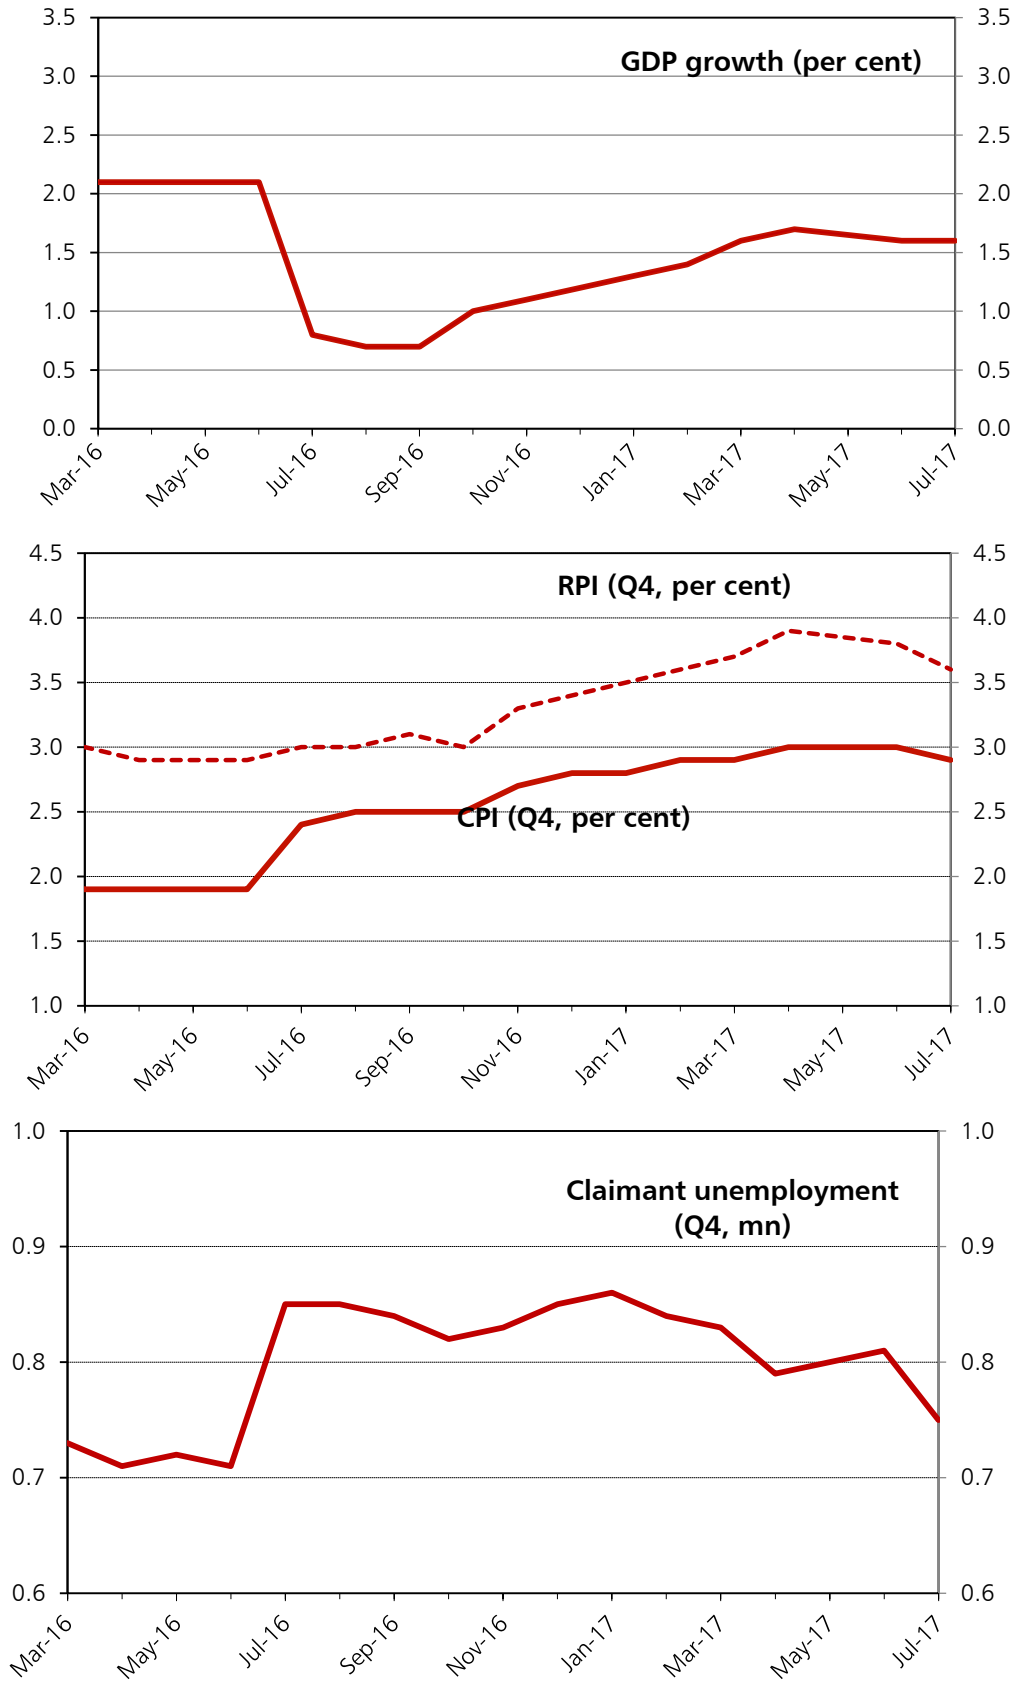 3.5 3.5
GDP growth (per cent)
3.0 3.0
2.5 2.5
2.0 2.0
1.5 1.5
1.0 1.0
0.5 0.5
0.0 0.0
Mar-16 May-16 Jul-16 Sep-16 Nov-16 Jan-17 Mar-17 May-17 Jul-17
4.5 4.5
RPI (Q4, per cent)
4.0 4.0
3.5 3.5
3.0 3.0
2.5 2.5
CPI (Q4, per cent)
2.0 2.0
1.5 1.5
1.0 1.0
Mar-16 May-16 Jul-16 Sep-16 Nov-16 Jan-17 Mar-17 May-17 Jul-17
1.0 1.0
Claimant unemployment
(Q4, mn)
0.9 0.9
0.8 0.8
0.7 0.7
0.6 0.6
Mar-16 May-16 Jul-16 Sep-16 Nov-16 Jan-17 Mar-17 May-17 Jul-17